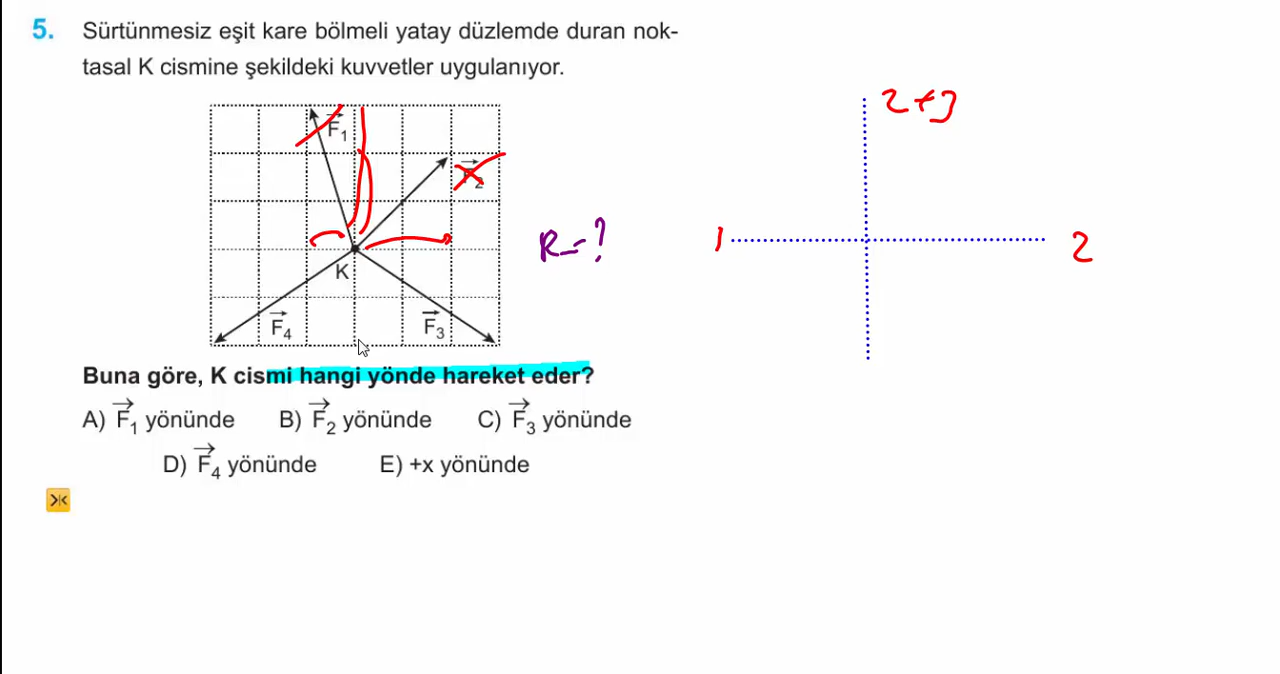 5. Sürtünmesiz eşit kare bölmeli yatay düzlemde duran nok-
tasal K cismine şekildeki kuvvetler uygulanıyor.
2+3
F₁
F₂
R=?
1
2
K
F₄
F₃
Buna göre, K cismi hangi yönde hareket eder?
A) F₁ yönünde B) F₂ yönünde C) F₃ yönünde
D) F₄ yönünde E) +x yönünde